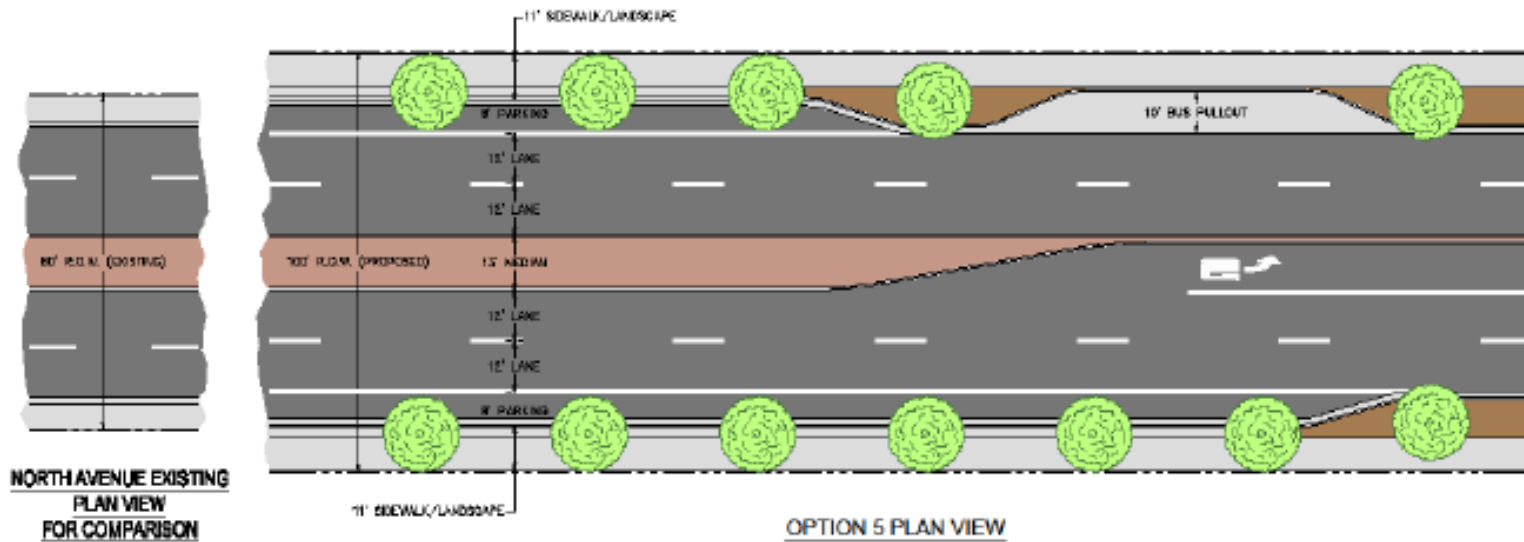 11' SIDEWALK/LANDSCAPE
8' PARKING
10' BUS PULLOUT
12' LANE
12' LANE
80' R.O.W. (EXISTING)
100' R.O.W. (PROPOSED)
13' MEDIAN
12' LANE
12' LANE
8' PARKING
11' SIDEWALK/LANDSCAPE
NORTH AVENUE EXISTING
PLAN VIEW
FOR COMPARISON
OPTION 5 PLAN VIEW